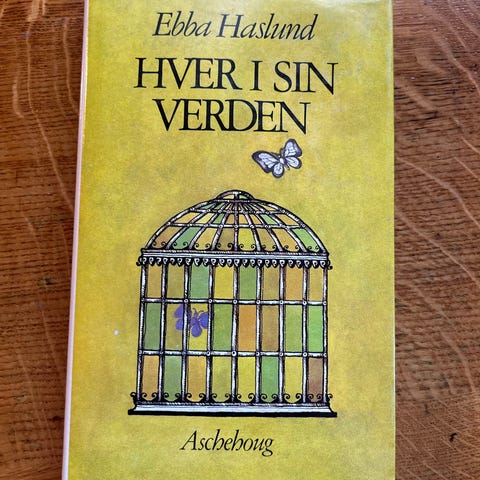 Ebba Haslund
HVER I SIN
VERDEN
Aschehoug